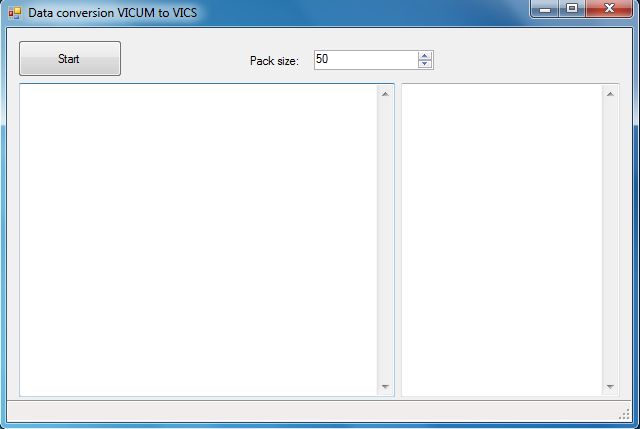 Data conversion VICUM to VICS
Start
Pack size:
50